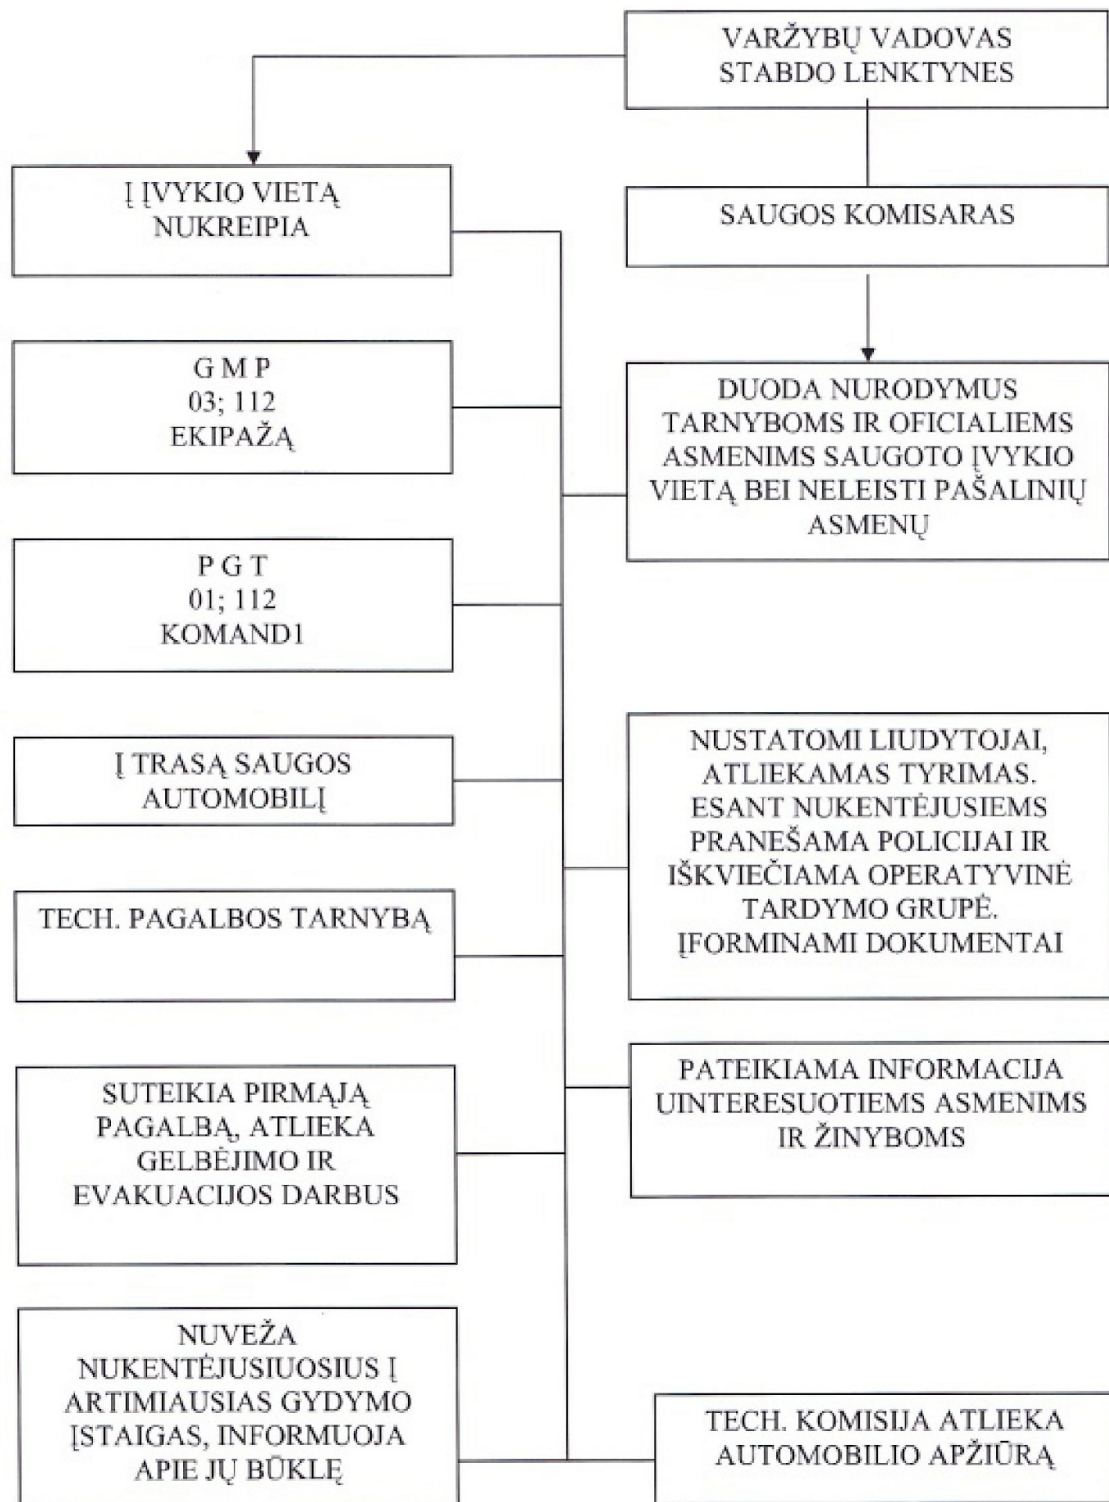 VARŽYBŲ VADOVAS
STABDO LENKTYNES
Į ĮVYKIO VIETĄ
NUKREIPIA
SAUGOS KOMISARAS
G M P
03; 112
EKIPAŽĄ
DUODA NURODYMUS
TARNYBOMS IR OFICIALIEMS
ASMENIMS SAUGOTO ĮVYKIO
VIETĄ BEI NELEISTI PAŠALINIŲ
ASMENŲ
P G T
01; 112
KOMAND1
Į TRASĄ SAUGOS
AUTOMOBILĮ
NUSTATOMI LIUDYTOJAI,
ATLIEKAMAS TYRIMAS.
ESANT NUKENTĖJUSIEMS
PRANEŠAMA POLICIJAI IR
IŠKVIEČIAMA OPERATYVINĖ
TARDYMO GRUPĖ.
ĮFORMINAMI DOKUMENTAI
TECH. PAGALBOS TARNYBĄ
SUTEIKIA PIRMĄJĄ
PAGALBĄ, ATLIEKA
GELBĖJIMO IR
EVAKUACIJOS DARBUS
PATEIKIAMA INFORMACIJA
UINTERESUOTIEMS ASMENIMS
IR ŽINYBOMS
NUVEŽA
NUKENTĖJUSIUOSIUS Į
ARTIMIAUSIAS GYDYMO
ĮSTAIGAS, INFORMUOJA
APIE JŲ BŪKLĘ
TECH. KOMISIJA ATLIEKA
AUTOMOBILIO APŽIŪRĄ